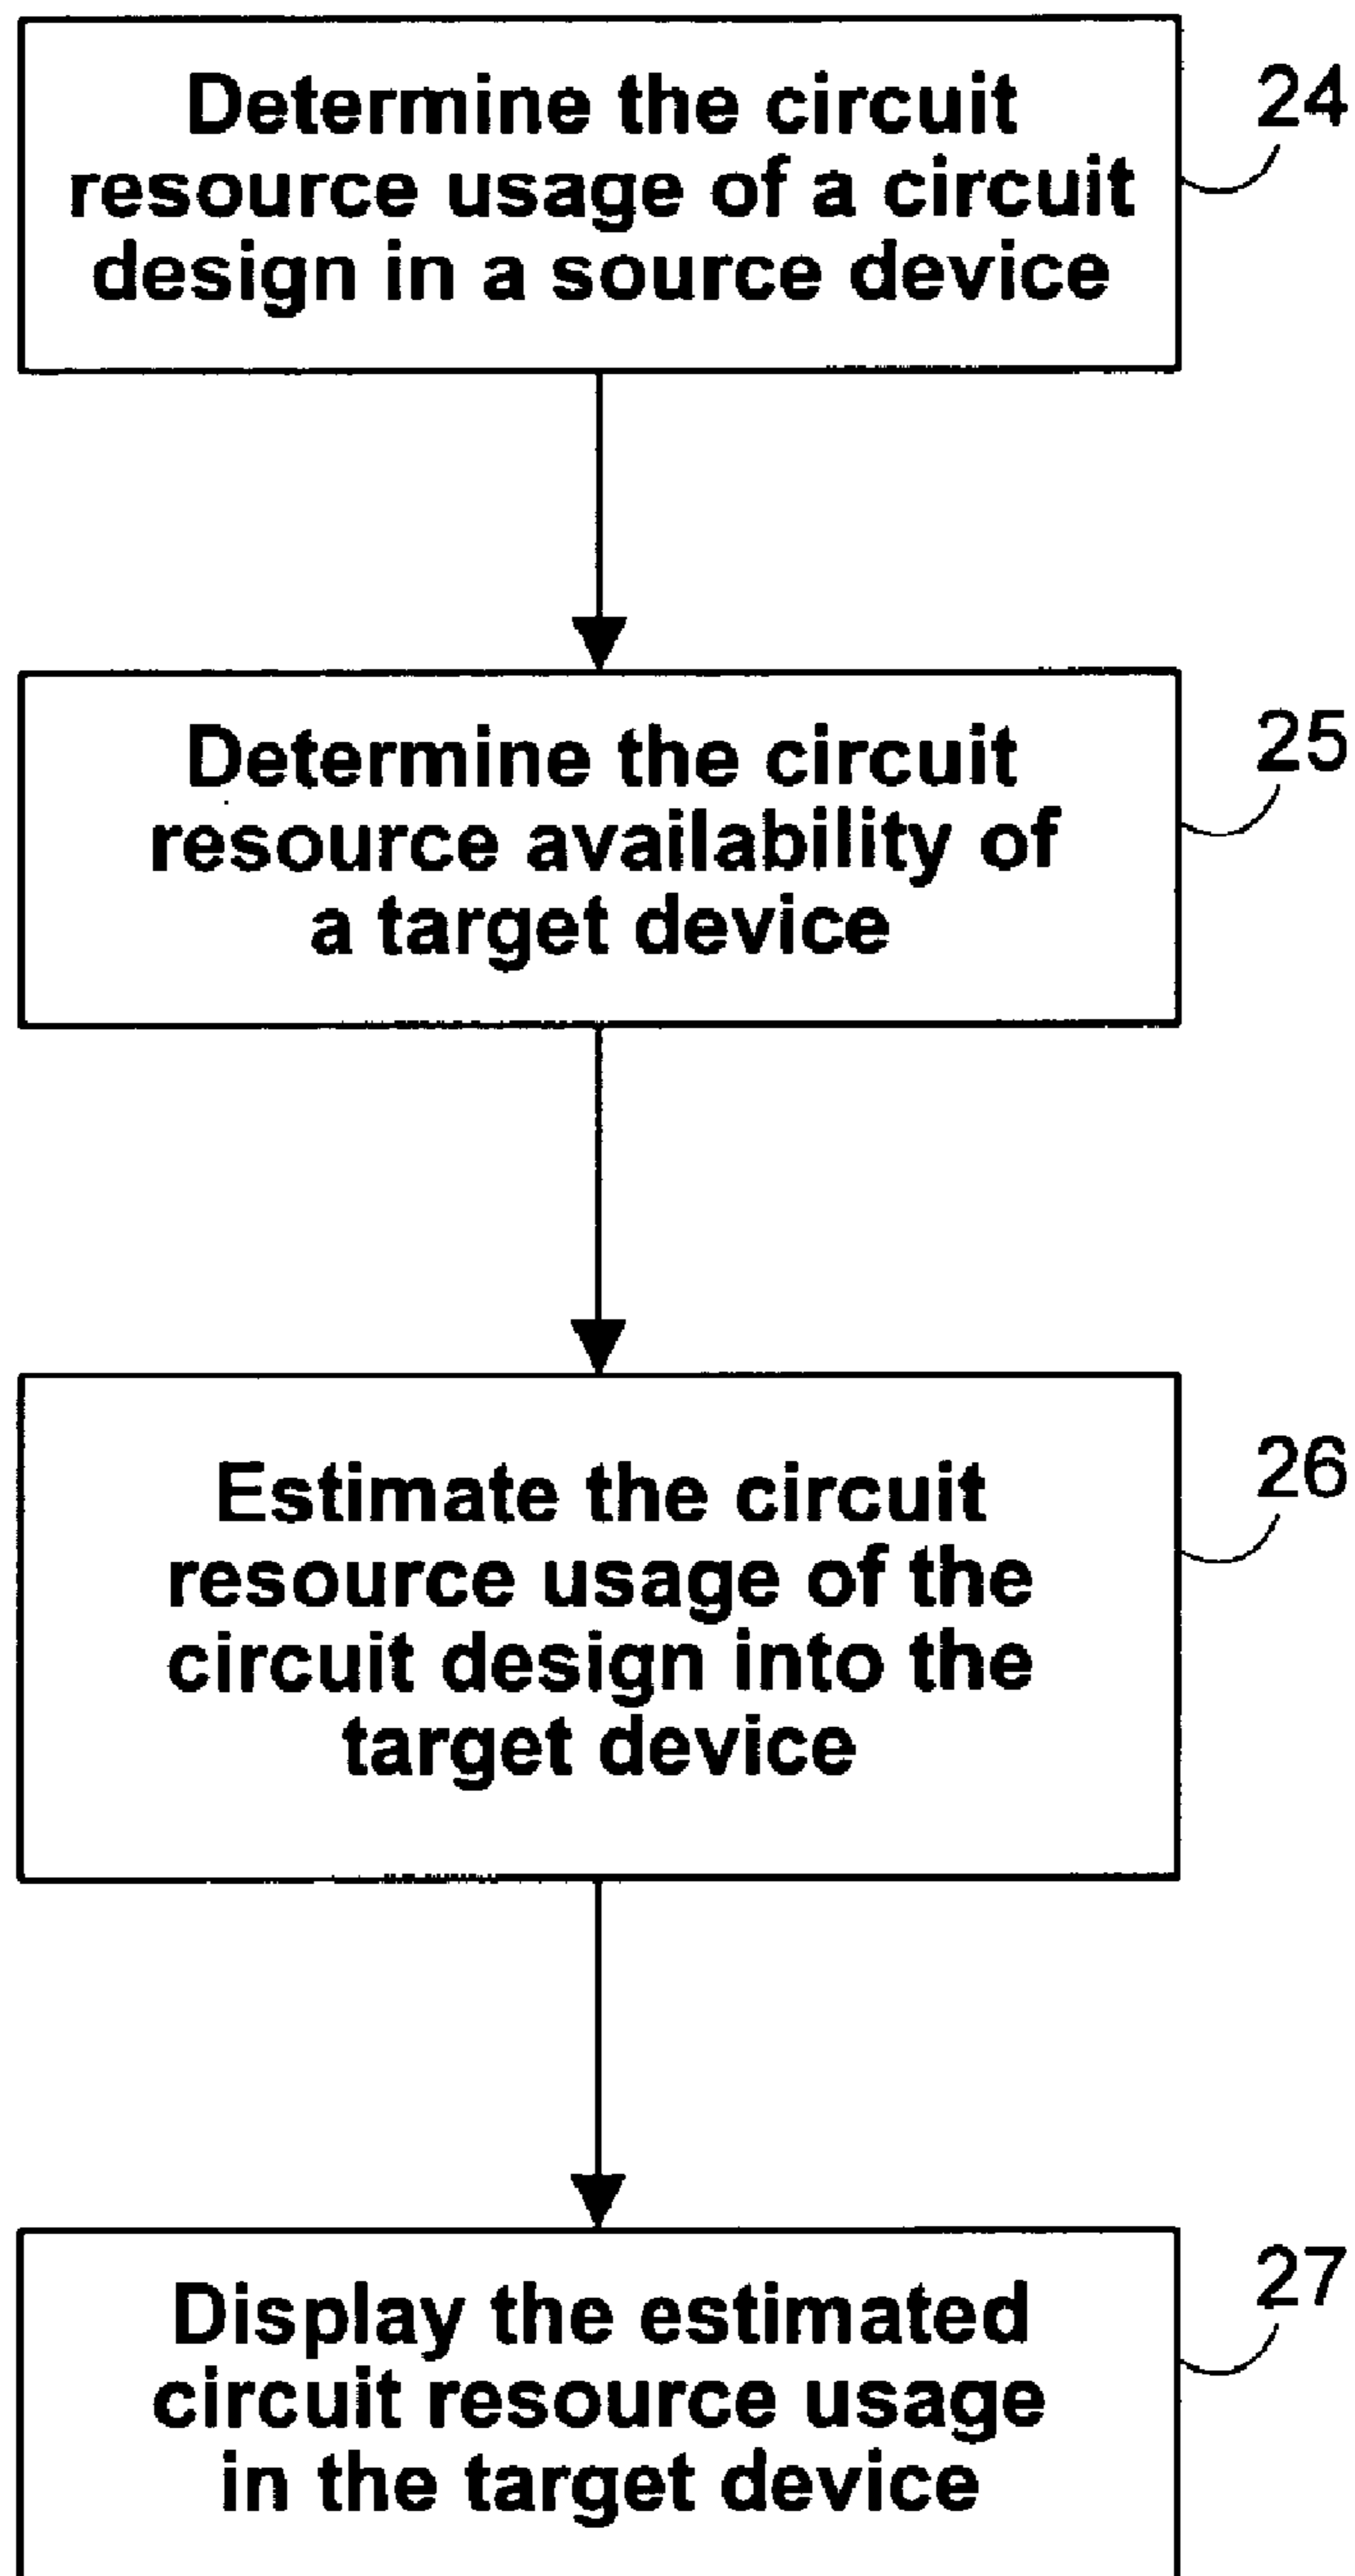 Determine the circuit
resource usage of a circuit
design in a source device
24
Determine the circuit
resource availability of
a target device
25
Estimate the circuit
resource usage of the
circuit design into the
target device
26
Display the estimated
circuit resource usage
in the target device
27